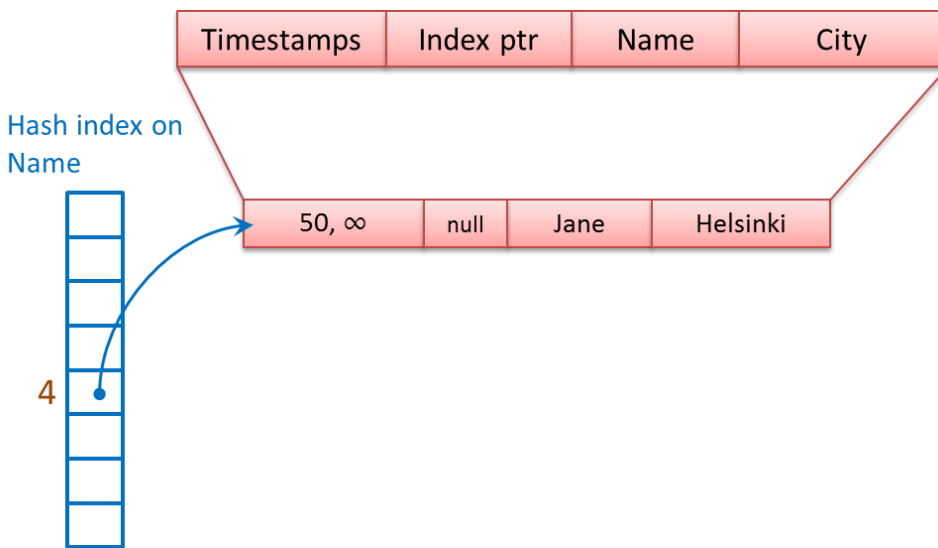 Timestamps Index ptr Name City
Hash index on
Name
50, ∞ null Jane Helsinki
4